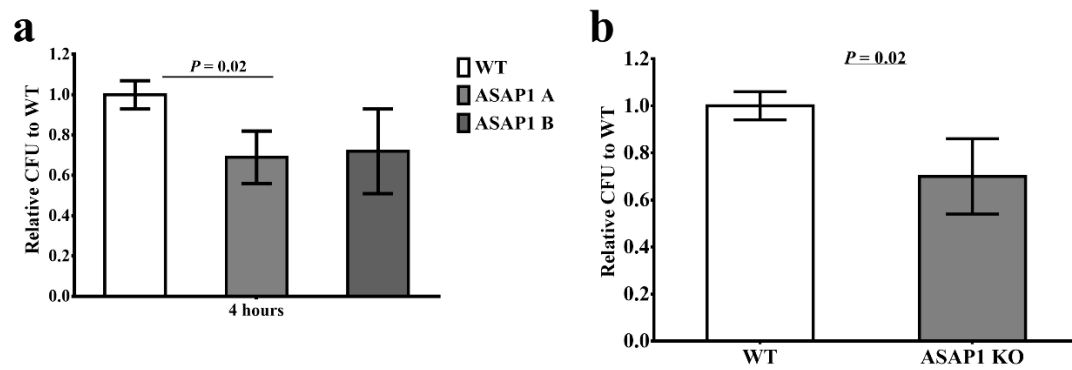 a
Relative CFU to WT
1.2
1.0
0.8
0.6
0.4
0.2
0.0
P = 0.02
4 hours
WT
ASAP1 A
ASAP1 B
b
Relative CFU to WT
1.2
1.0
0.8
0.6
0.4
0.2
0.0
P = 0.02
WT
ASAP1 KO